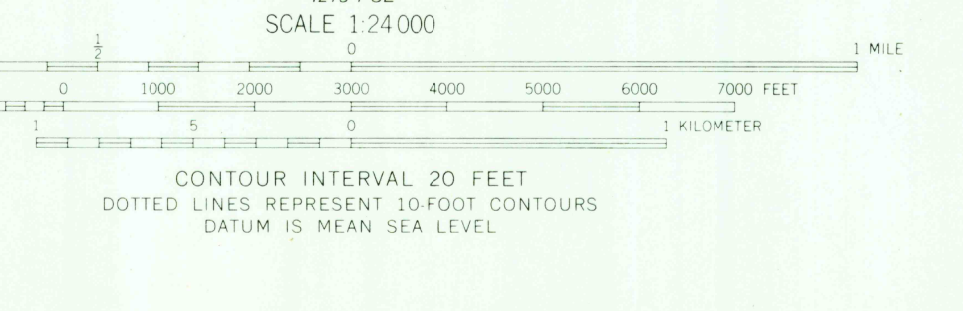 SCALE 1:24 000
1/2 0 1 MILE
0 1000 2000 3000 4000 5000 6000 7000 FEET
1 5 0 1 KILOMETER
CONTOUR INTERVAL 20 FEET
DOTTED LINES REPRESENT 10-FOOT CONTOURS
DATUM IS MEAN SEA LEVEL